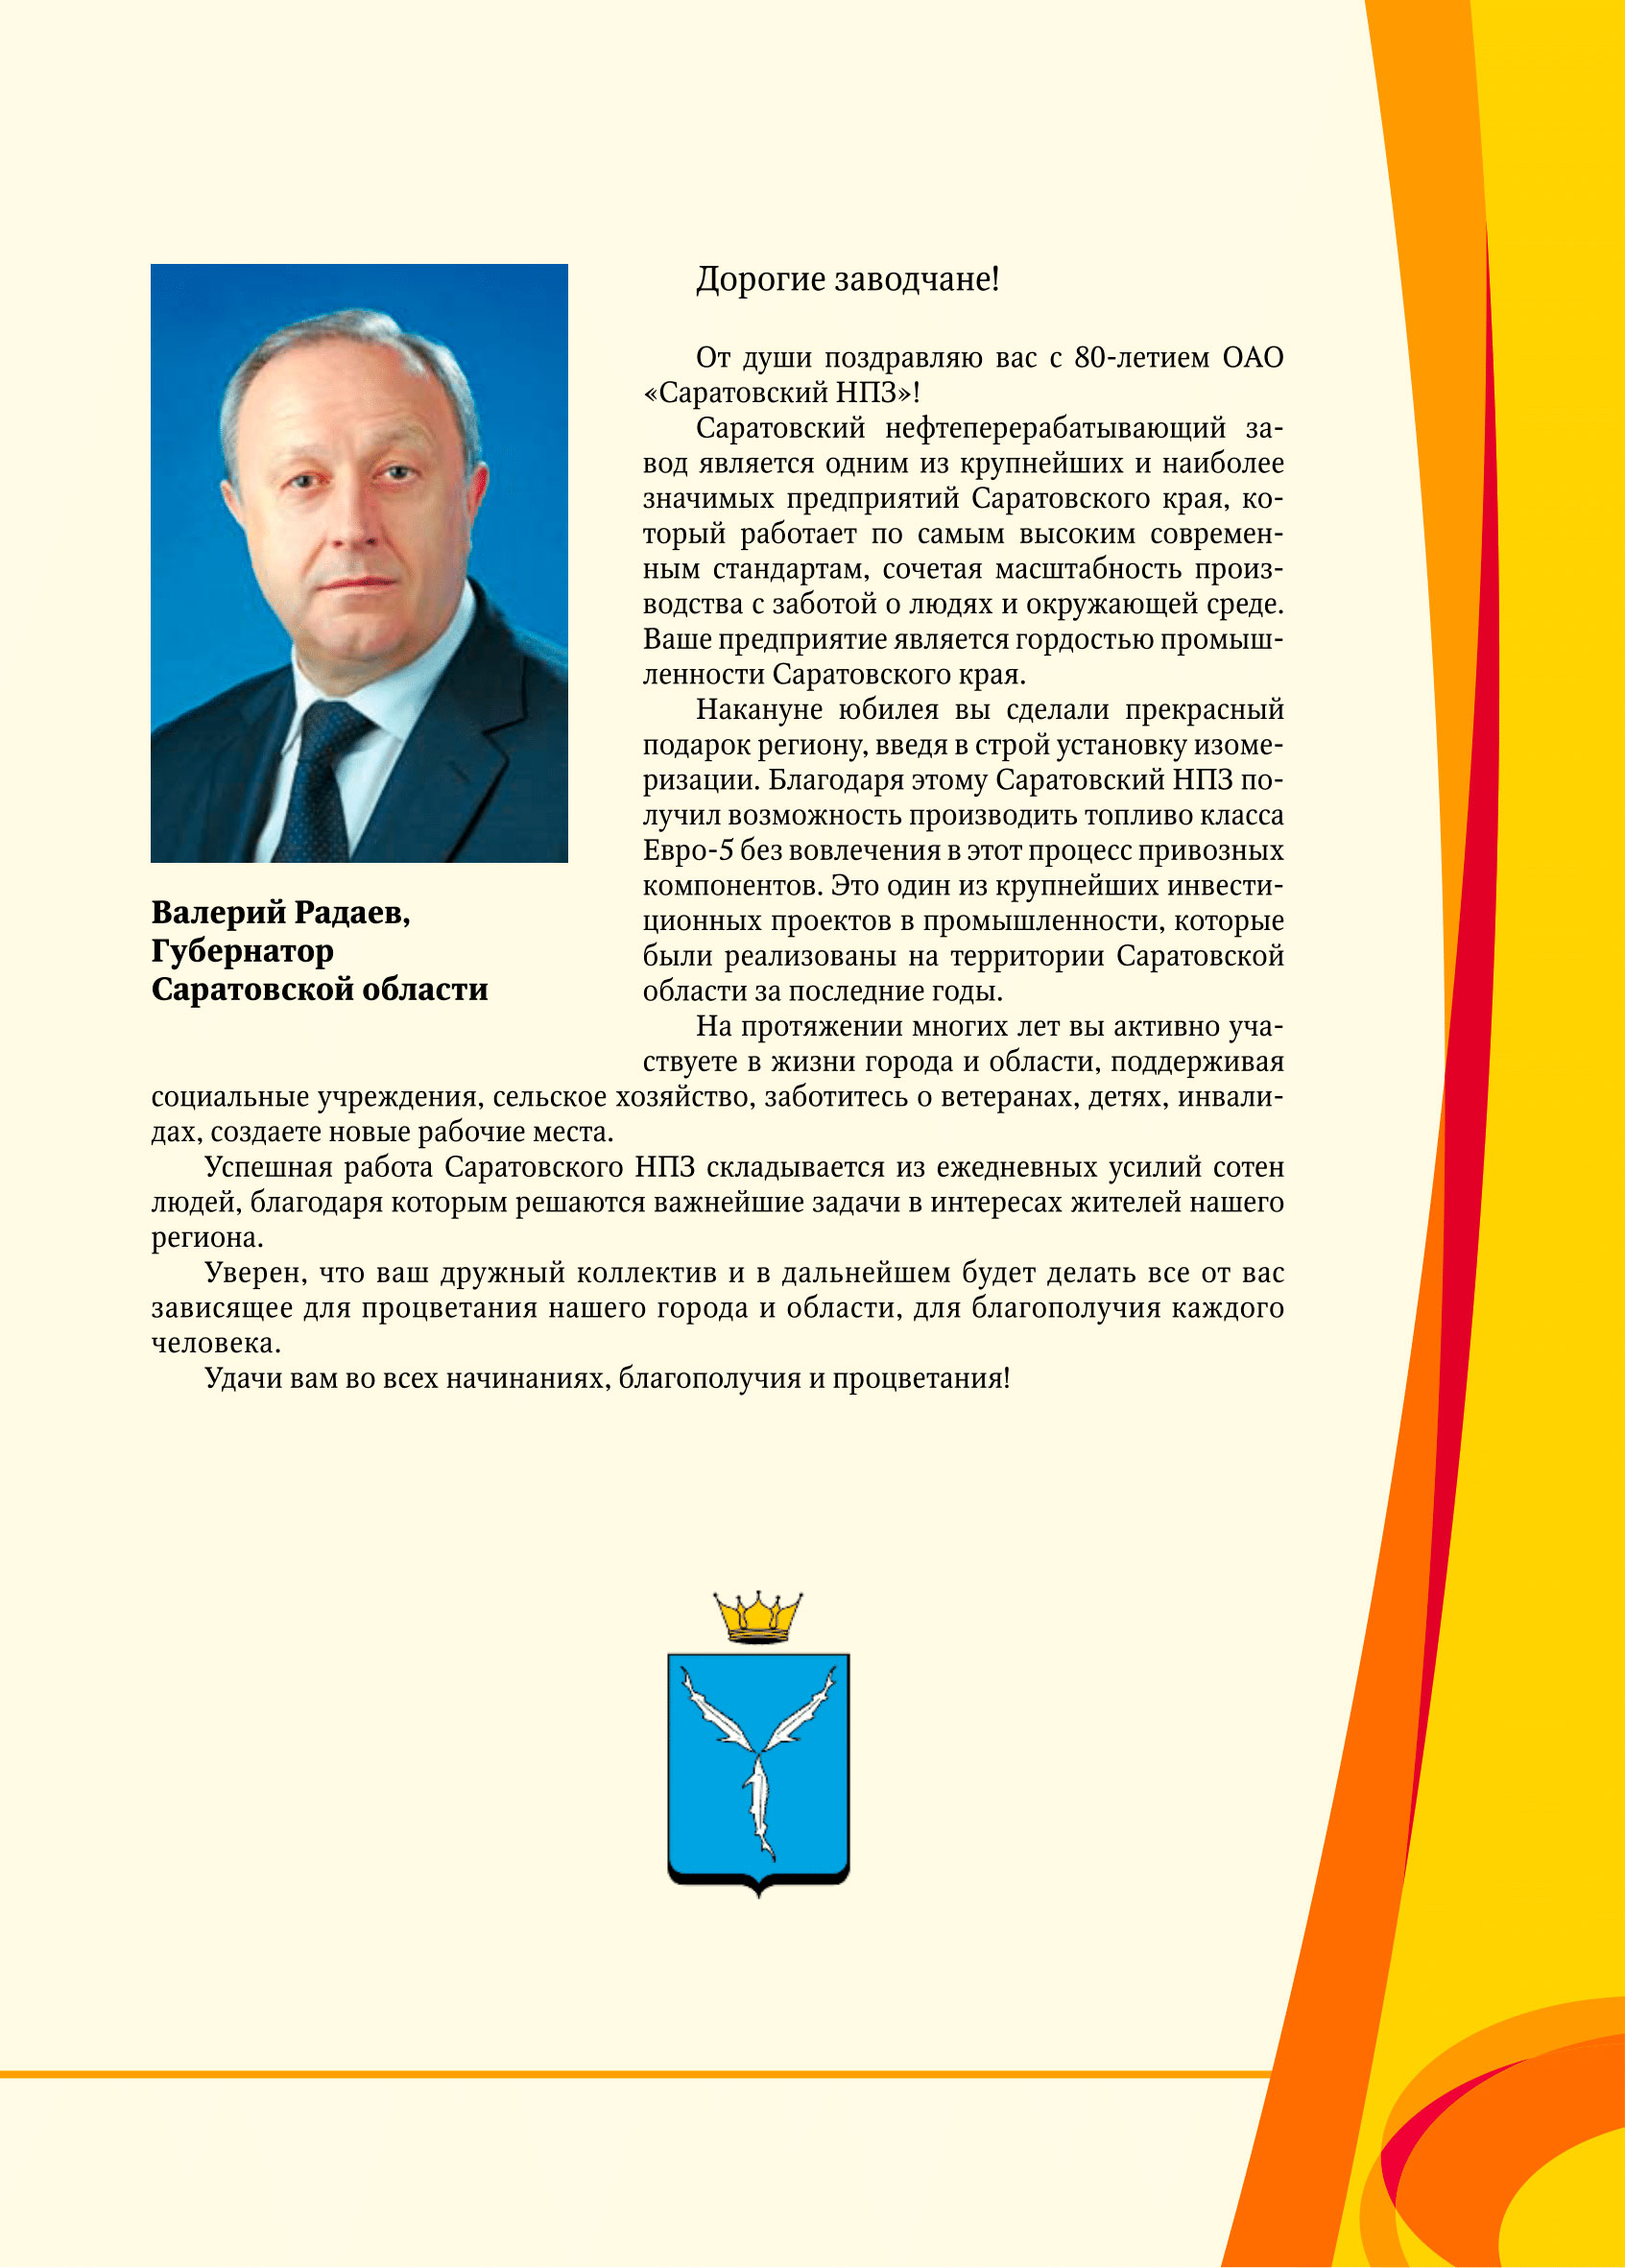 Дорогие заводчане!
От души поздравляю вас с 80-летием ОАО
«Саратовский НПЗ»!
Саратовский нефтеперерабатывающий за-
вод является одним из крупнейших и наиболее
значимых предприятий Саратовского края, ко-
торый работает по самым высоким современ-
ным стандартам, сочетая масштабность произ-
водства с заботой о людях и окружающей среде.
Ваше предприятие является гордостью промыш-
ленности Саратовского края.
Накануне юбилея вы сделали прекрасный
подарок региону, введя в строй установку изоме-
ризации. Благодаря этому Саратовский НПЗ по-
лучил возможность производить топливо класса
Евро-5 без вовлечения в этот процесс привозных
компонентов. Это один из крупнейших инвести-
ционных проектов в промышленности, которые
были реализованы на территории Саратовской
области за последние годы.
Валерий Радаев,
Губернатор
Саратовской области
На протяжении многих лет вы активно уча-
ствуете в жизни города и области, поддерживая
социальные учреждения, сельское хозяйство, заботитесь о ветеранах, детях, инвали-
дах, создаете новые рабочие места.
Успешная работа Саратовского НПЗ складывается из ежедневных усилий сотен
людей, благодаря которым решаются важнейшие задачи в интересах жителей нашего
региона.
Уверен, что ваш дружный коллектив и в дальнейшем будет делать все от вас
зависящее для процветания нашего города и области, для благополучия каждого
человека.
Удачи вам во всех начинаниях, благополучия и процветания!